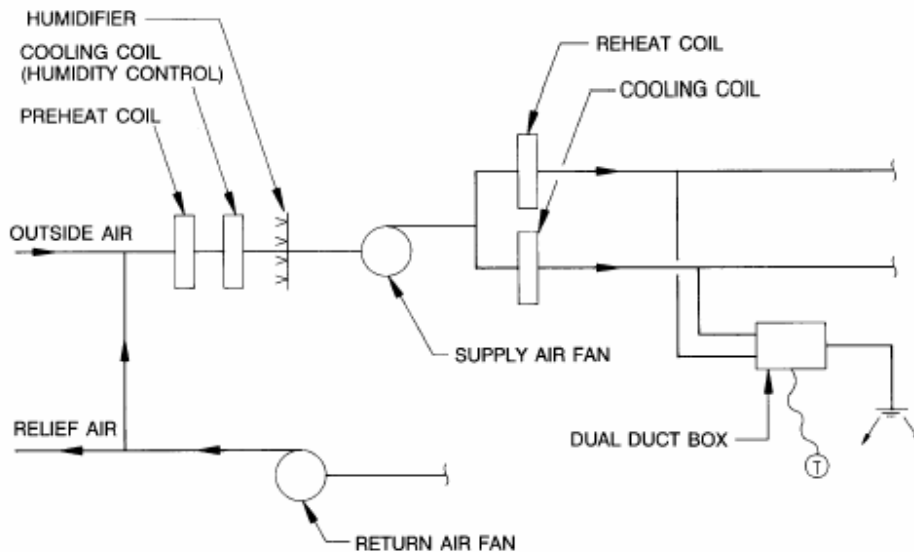 HUMIDIFIER
COOLING COIL
(HUMIDITY CONTROL)
PREHEAT COIL
REHEAT COIL
COOLING COIL
OUTSIDE AIR
SUPPLY AIR FAN
RELIEF AIR
DUAL DUCT BOX
T
RETURN AIR FAN